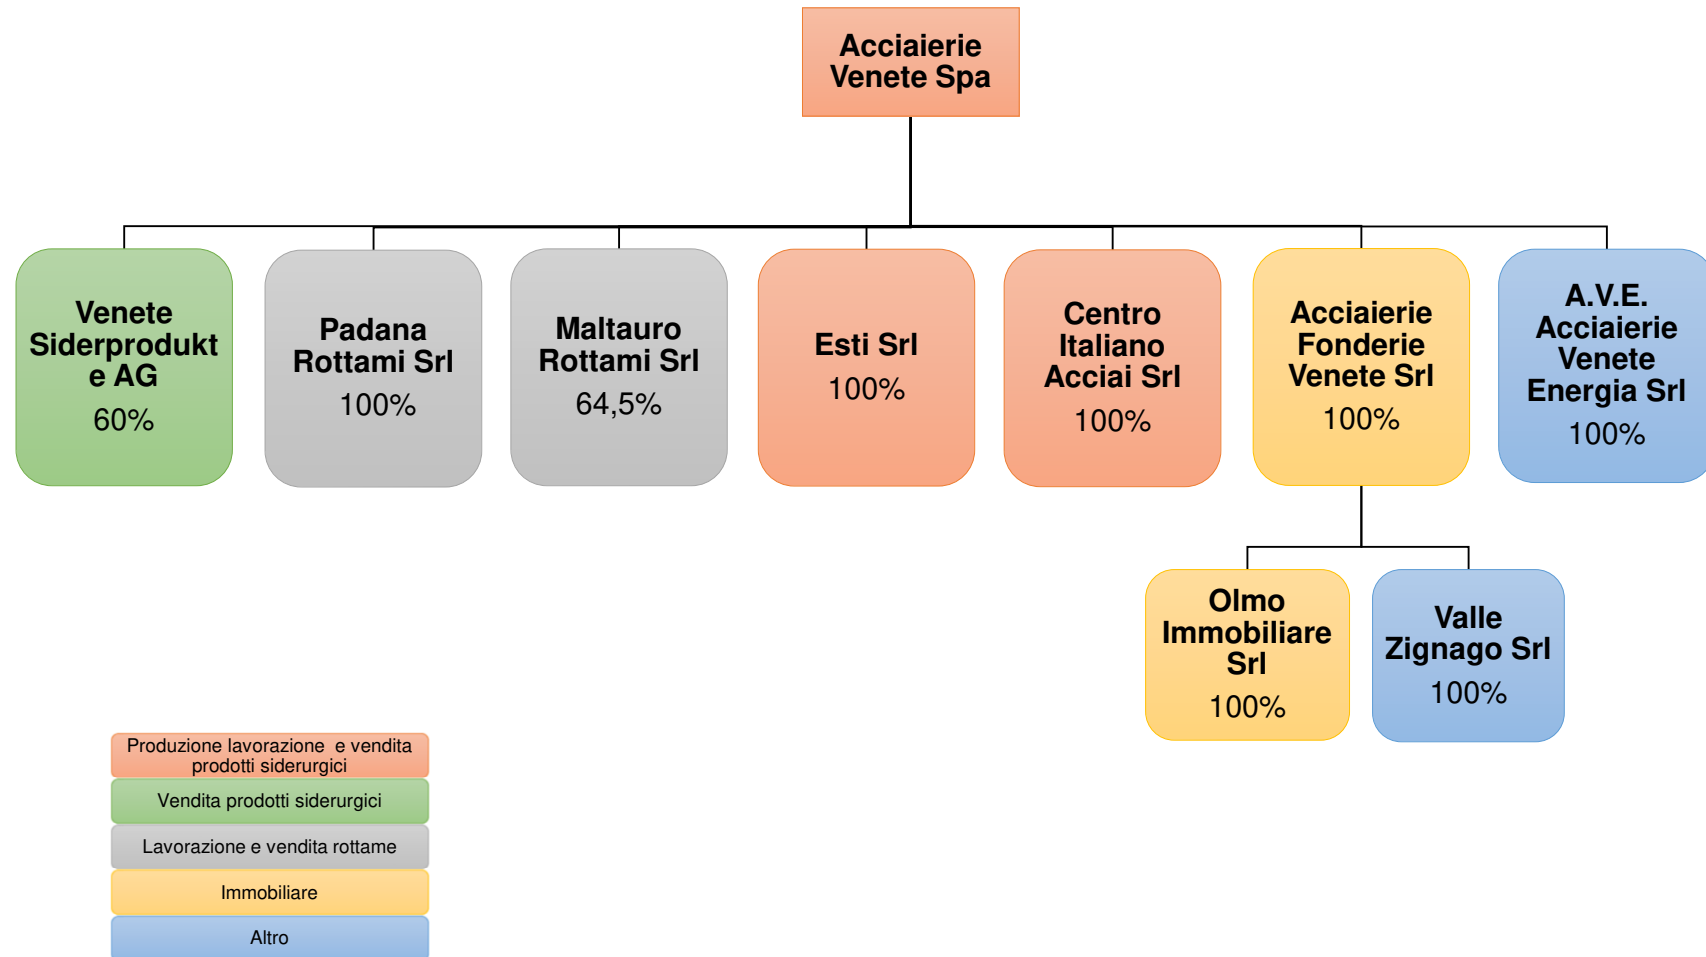 Acciaierie
Venete Spa
Venete
Siderprodukt
e AG
60%
Padana
Rottami Srl
100%
Maltauro
Rottami Srl
64,5%
Esti Srl
100%
Centro
Italiano
Acciai Srl
100%
Acciaierie
Fonderie
Venete Srl
100%
A.V.E.
Acciaierie
Venete
Energia Srl
100%
Olmo
Immobiliare
Srl
100%
Valle
Zignago Srl
100%
Produzione lavorazione  e vendita
prodotti siderurgici
Vendita prodotti siderurgici
Lavorazione e vendita rottame
Immobiliare
Altro